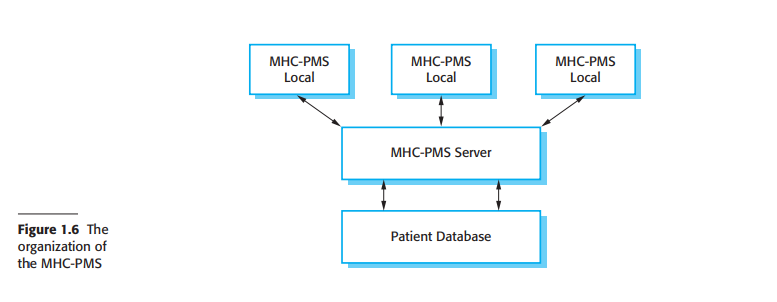 MHC-PMS
Local
MHC-PMS
Local
MHC-PMS
Local
MHC-PMS Server
Patient Database
Figure 1.6 The
organization of
the MHC-PMS